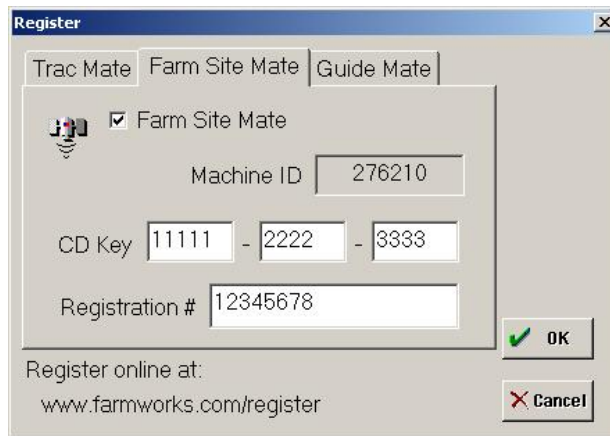 Register
Trac Mate Farm Site Mate Guide Mate
Farm Site Mate
Machine ID 276210
CD Key 11111 - 2222 - 3333
Registration # 12345678
OK
Register online at:
www.farmworks.com/register
Cancel